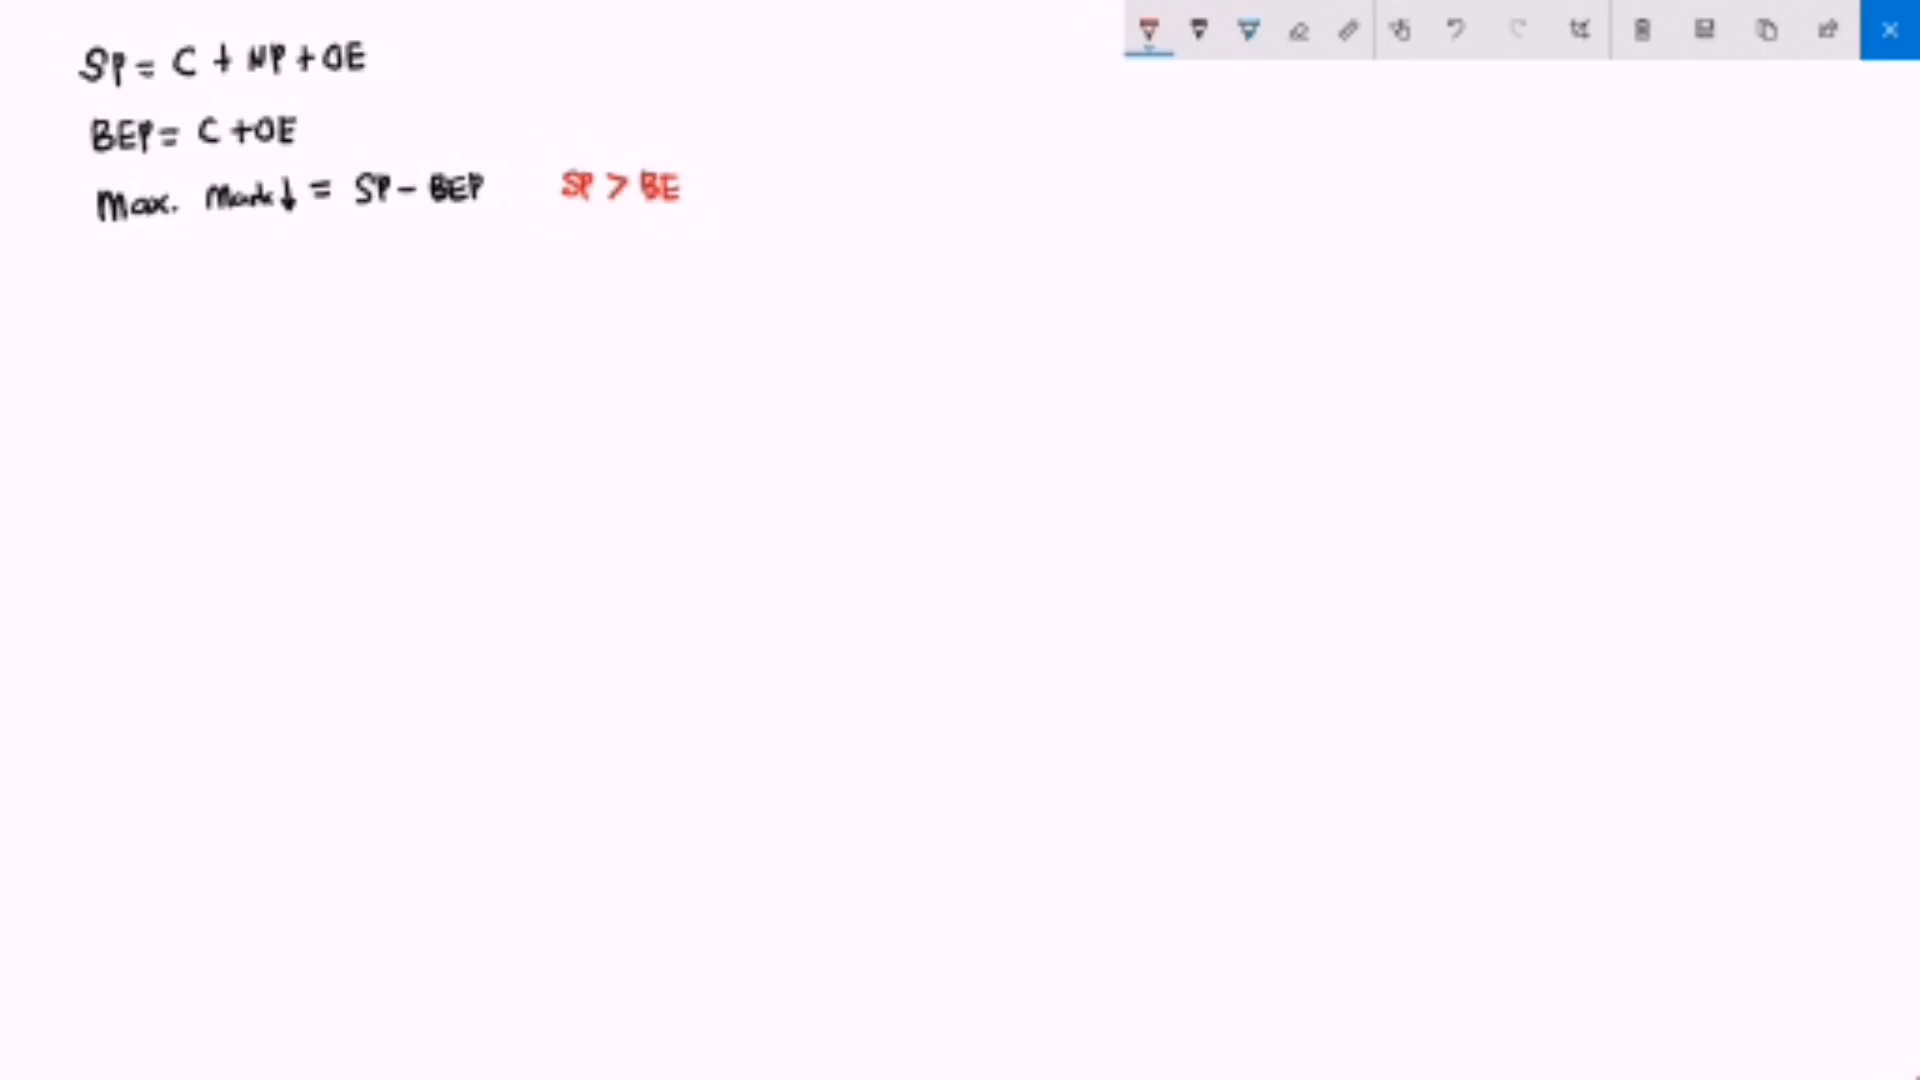 SP = C + NP + OE
BEP = C + OE
Max. Mark↓ = SP - BEP SP > BE